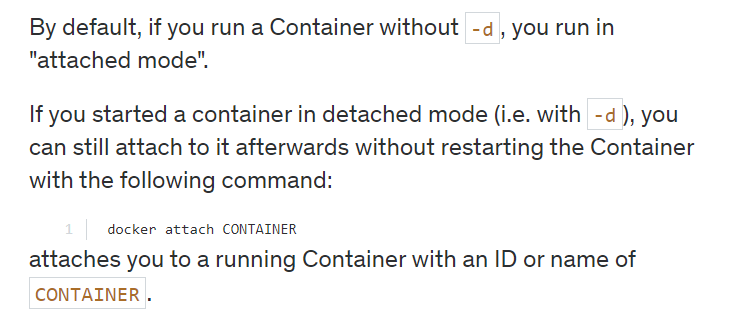 By default, if you run a Container without -d, you run in
"attached mode".
If you started a container in detached mode (i.e. with -d), you
can still attach to it afterwards without restarting the Container
with the following command:
1 docker attach CONTAINER
attaches you to a running Container with an ID or name of
CONTAINER.